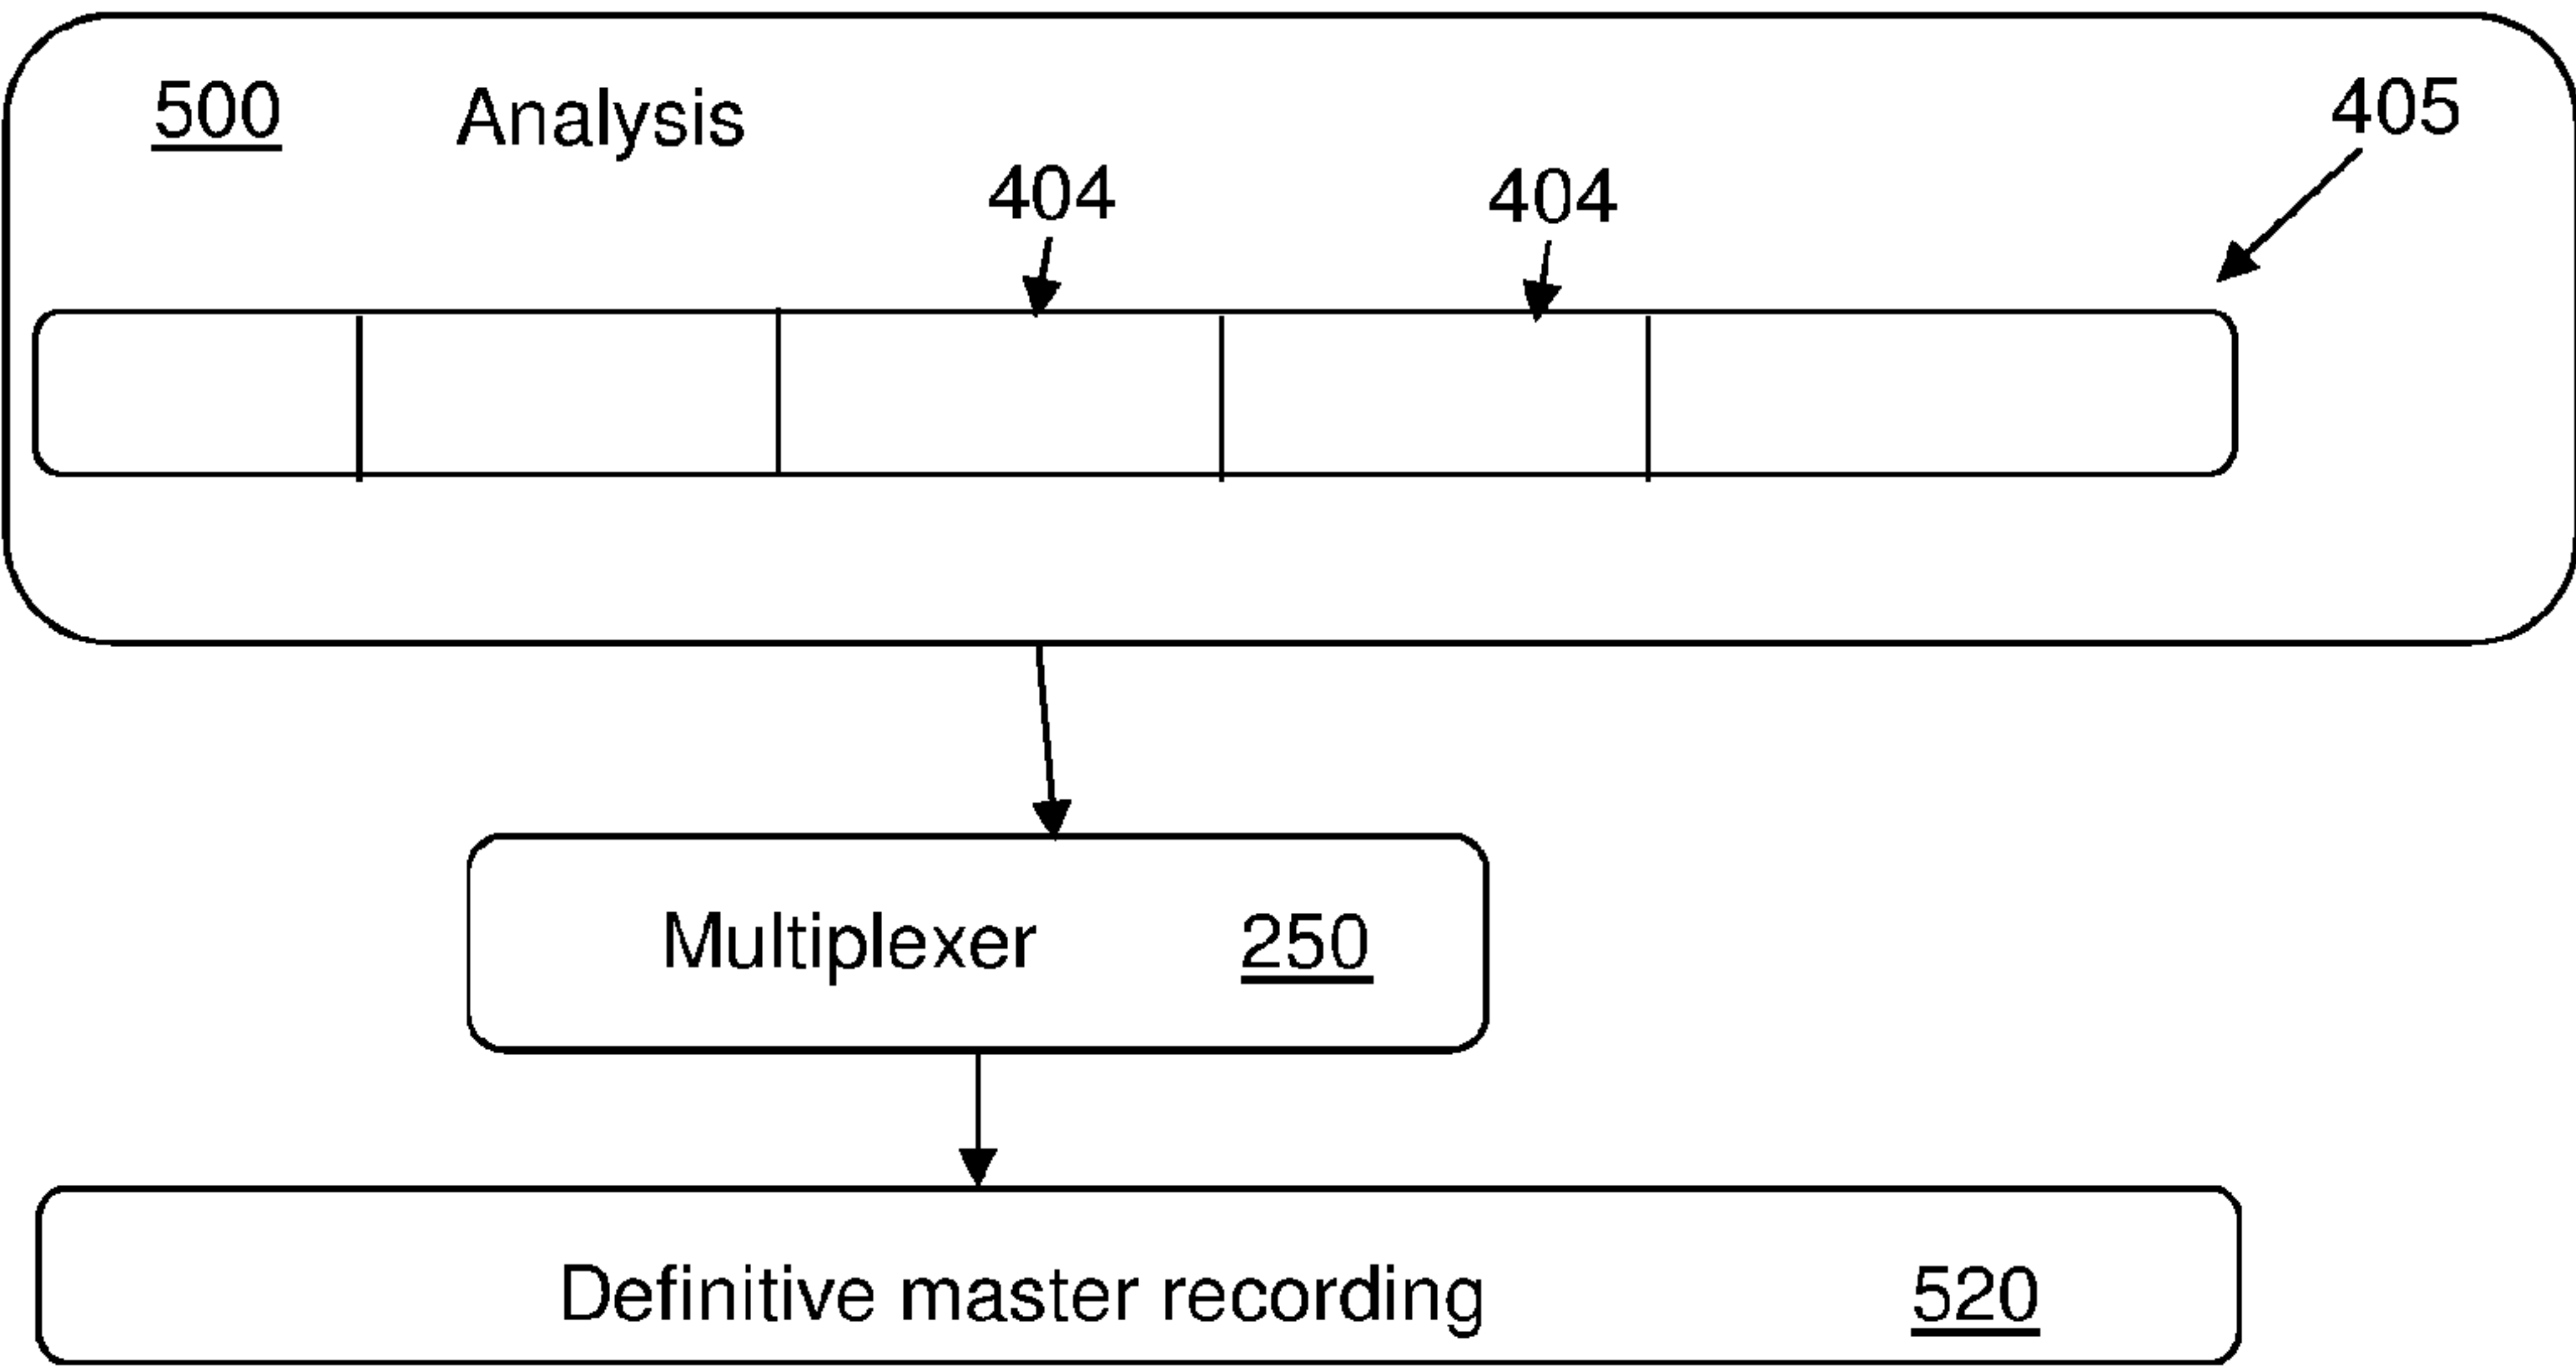 500 Analysis 405
404 404
Multiplexer 250
Definitive master recording 520